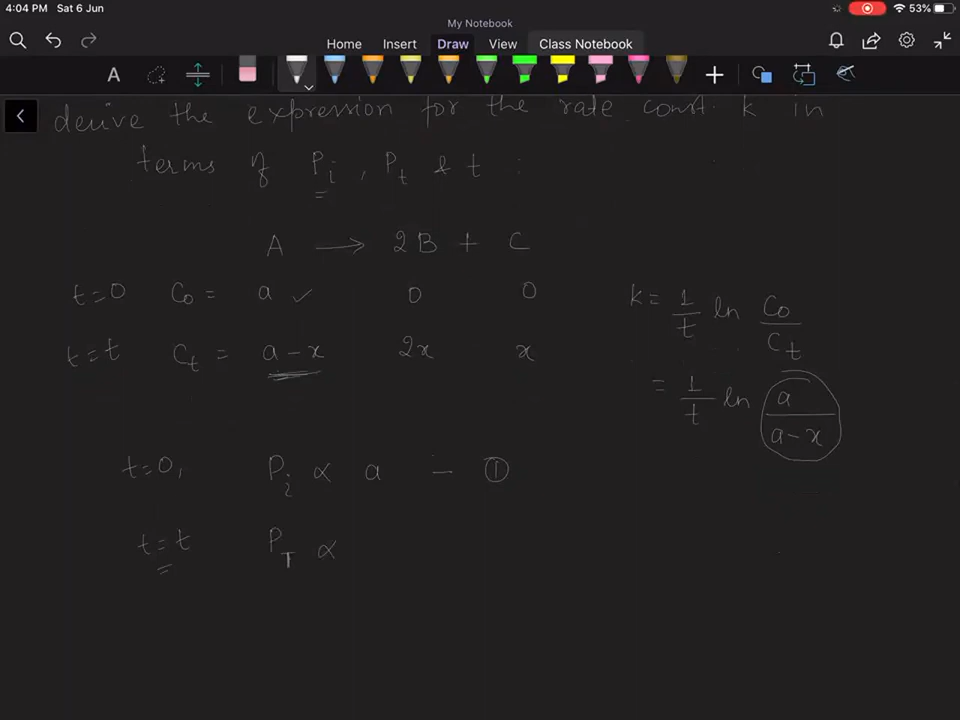 4:04 PM Sat 6 Jun
53%
My Notebook
Home Insert Draw View Class Notebook
A
derive the expression for the rate const. k in
terms of Pi, Pt & t :
A → 2B + C
t=0 C0 = a ✓ 0 0
t=t Ct = a-x 2x x
k = 1/t ln C0/Ct
= 1/t ln a/a-x
t=0, Pi ∝ a — ①
t=t PT ∝